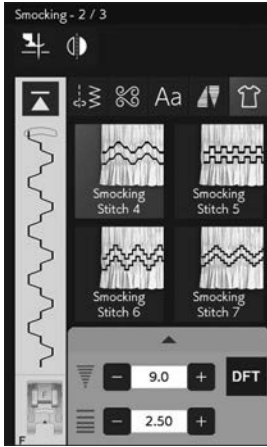 Smocking - 2 / 3
Aa
Smocking
Stitch 4
Smocking
Stitch 5
Smocking
Stitch 6
Smocking
Stitch 7
- 9.0 + DFT
F - 2.50 +